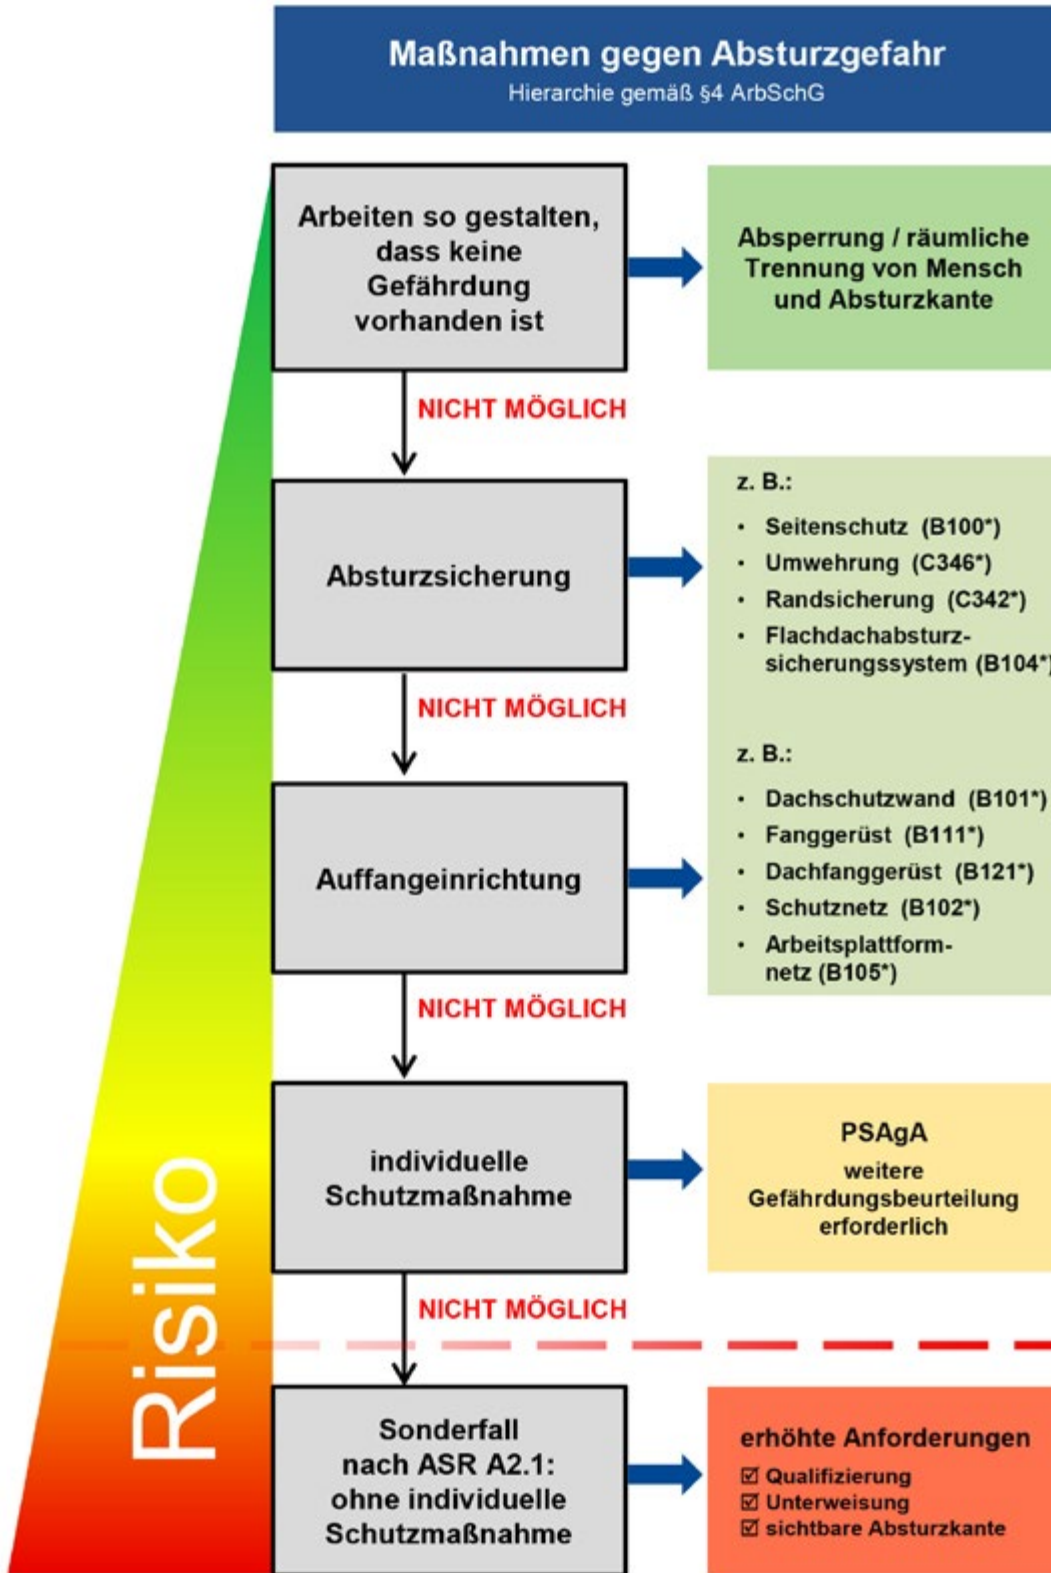 Maßnahmen gegen Absturzgefahr
Hierarchie gemäß §4 ArbSchG
Arbeiten so gestalten,
dass keine
Gefährdung
vorhanden ist
Absperrung / räumliche
Trennung von Mensch
und Absturzkante
NICHT MÖGLICH
Absturzsicherung
z. B.:
• Seitenschutz (B100*)
• Umwehrung (C346*)
• Randsicherung (C342*)
• Flachdachabsturz-
sicherungssystem (B104*)
NICHT MÖGLICH
Auffangeinrichtung
z. B.:
• Dachschutzwand (B101*)
• Fanggerüst (B111*)
• Dachfanggerüst (B121*)
• Schutznetz (B102*)
• Arbeitsplattform-
netz (B105*)
NICHT MÖGLICH
individuelle
Schutzmaßnahme
PSAgA
weitere
Gefährdungsbeurteilung
erforderlich
NICHT MÖGLICH
Sonderfall
nach ASR A2.1:
ohne individuelle
Schutzmaßnahme
erhöhte Anforderungen
☑ Qualifizierung
☑ Unterweisung
☑ sichtbare Absturzkante
Risiko